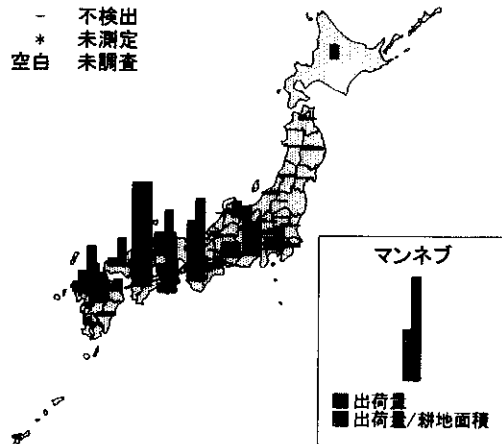 － 不検出
＊ 未測定
空白 未調査
マンネブ
出荷量
出荷量/耕地面積